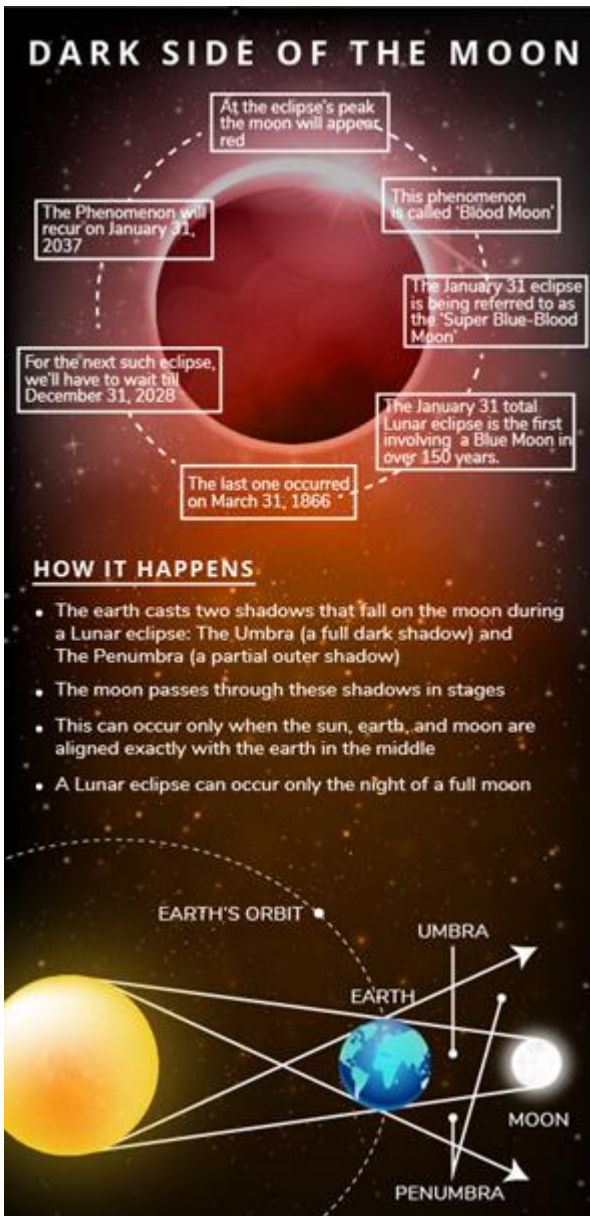 DARK SIDE OF THE MOON
At the eclipse's peak
the moon will appear
red
This phenomenon
is called 'Blood Moon'
The January 31 eclipse
is being referred to as
the 'Super Blue-Blood
Moon'
The January 31 total
Lunar eclipse is the first
involving a Blue Moon in
over 150 years.
The last one occurred
on March 31, 1866
For the next such eclipse,
we'll have to wait till
December 31, 2028
The Phenomenon will
recur on January 31,
2037
HOW IT HAPPENS
• The earth casts two shadows that fall on the moon during
a Lunar eclipse: The Umbra (a full dark shadow) and
The Penumbra (a partial outer shadow)
• The moon passes through these shadows in stages
• This can occur only when the sun, earth, and moon are
aligned exactly with the earth in the middle
• A Lunar eclipse can occur only the night of a full moon
EARTH'S ORBIT
UMBRA
EARTH
MOON
PENUMBRA